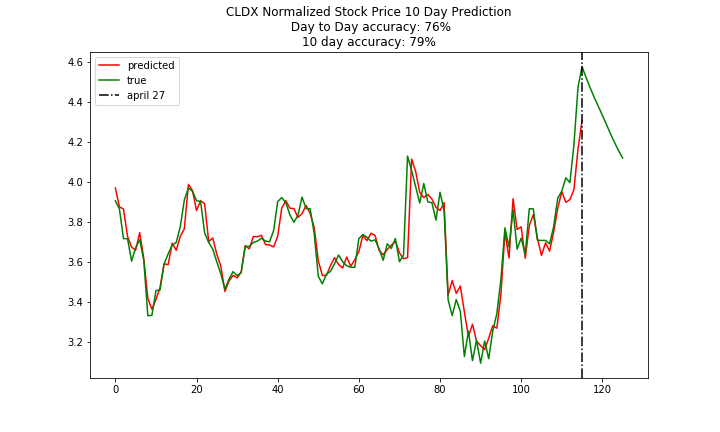 CLDX Normalized Stock Price 10 Day Prediction
Day to Day accuracy: 76%
10 day accuracy: 79%
predicted
true
april 27
4.6
4.4
4.2
4.0
3.8
3.6
3.4
3.2
0 20 40 60 80 100 120